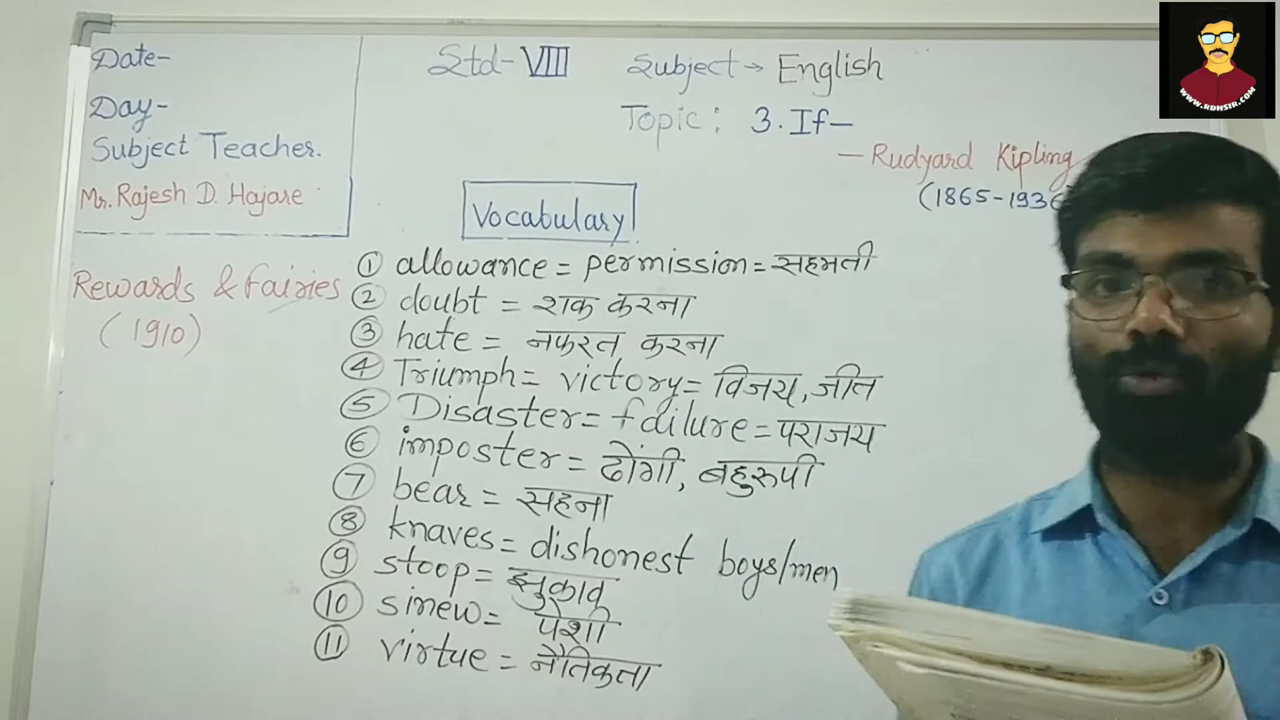 Date-
Day-
Subject Teacher.
Mr. Rajesh D. Hajare
Std-VIII Subject→ English
Topic: 3. If—
— Rudyard Kipling
(1865-1936
Vocabulary
Rewards & Fairies
(1910)
① allowance = permission = सहमती
② doubt = शक करना
③ hate = नफरत करना
④ Triumph = victory = विजय, जीत
⑤ Disaster = failure = पराजय
⑥ imposter = ढोंगी, बहुरूपी
⑦ bear = सहना
⑧ knaves = dishonest boys/men
⑨ stoop = झुकाव
⑩ sinew = पेशी
⑪ virtue = नैतिकता
WWW.RDHSIR.COM